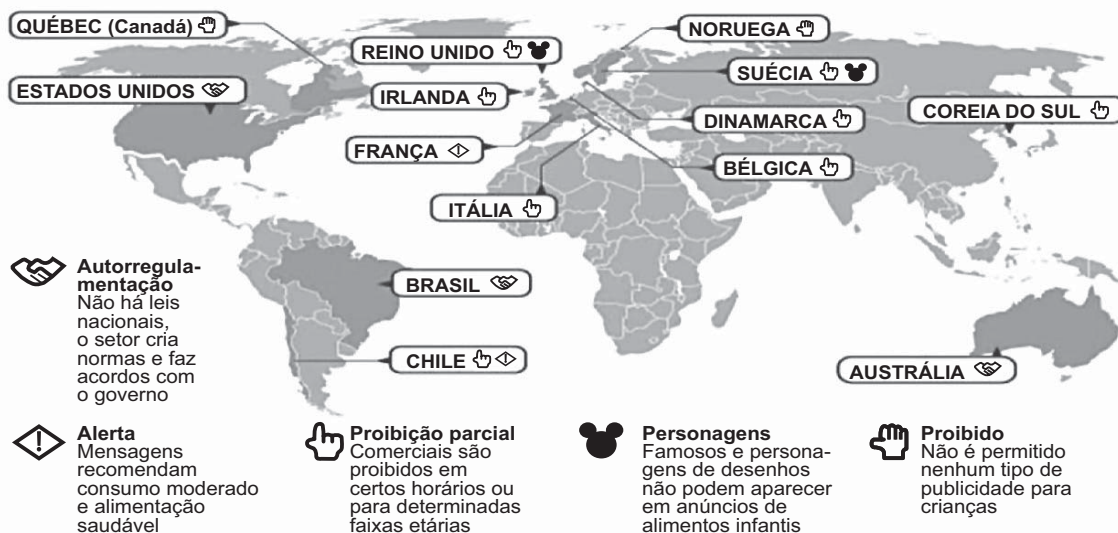 QUÉBEC (Canadá)
REINO UNIDO
NORUEGA
ESTADOS UNIDOS
IRLANDA
SUÉCIA
COREIA DO SUL
DINAMARCA
FRANÇA
BÉLGICA
ITÁLIA
BRASIL
CHILE
AUSTRÁLIA
Autorregula-
mentação
Não há leis
nacionais,
o setor cria
normas e faz
acordos com
o governo
Alerta
Mensagens
recomendam
consumo moderado
e alimentação
saudável
Proibição parcial
Comerciais são
proibidos em
certos horários ou
para determinadas
faixas etárias
Personagens
Famosos e persona-
gens de desenhos
não podem aparecer
em anúncios de
alimentos infantis
Proibido
Não é permitido
nenhum tipo de
publicidade para
crianças